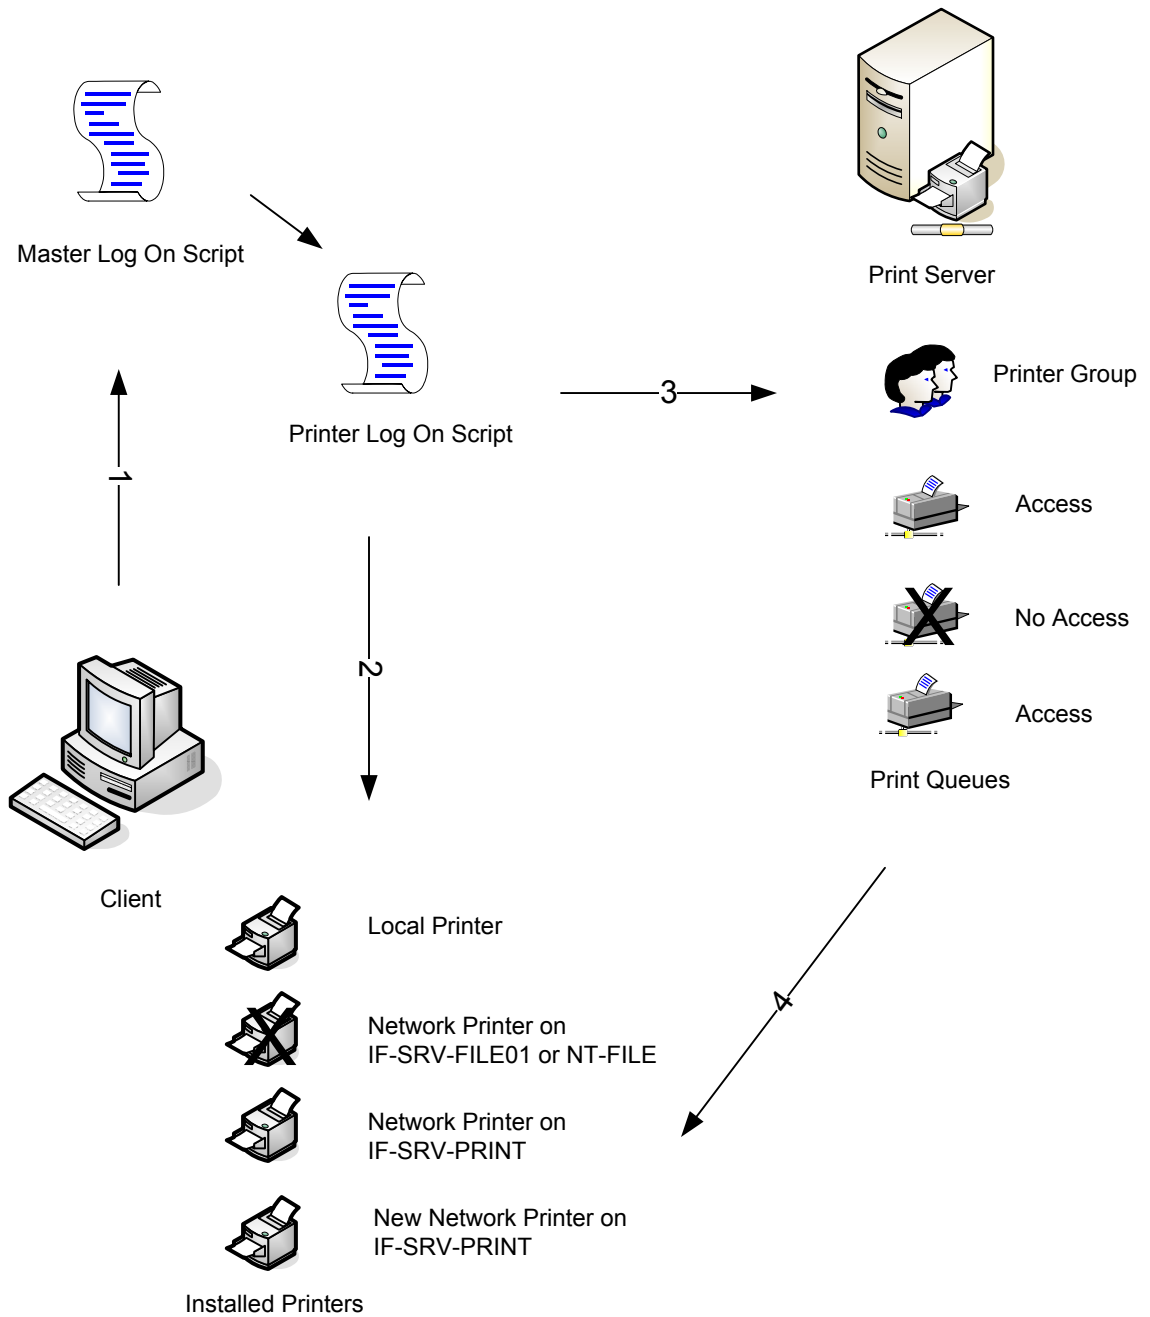 Master Log On Script
Print Server
Printer Group
3
Printer Log On Script
1
Access
No Access
2
Access
Print Queues
Client
Local Printer
4
Network Printer on
IF-SRV-FILE01 or NT-FILE
Network Printer on
IF-SRV-PRINT
New Network Printer on
IF-SRV-PRINT
Installed Printers